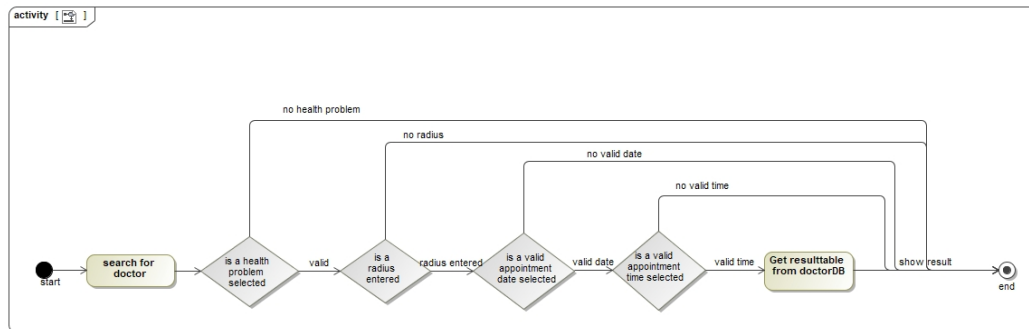 activity [ ]
no health problem
no radius
no valid date
no valid time
search for
doctor
is a health
problem
selected
valid
is a
radius
entered
radius entered
is a valid
appointment
date selected
valid date
is a valid
appointment
time selected
valid time
Get resulttable
from doctorDB
show result
start
end